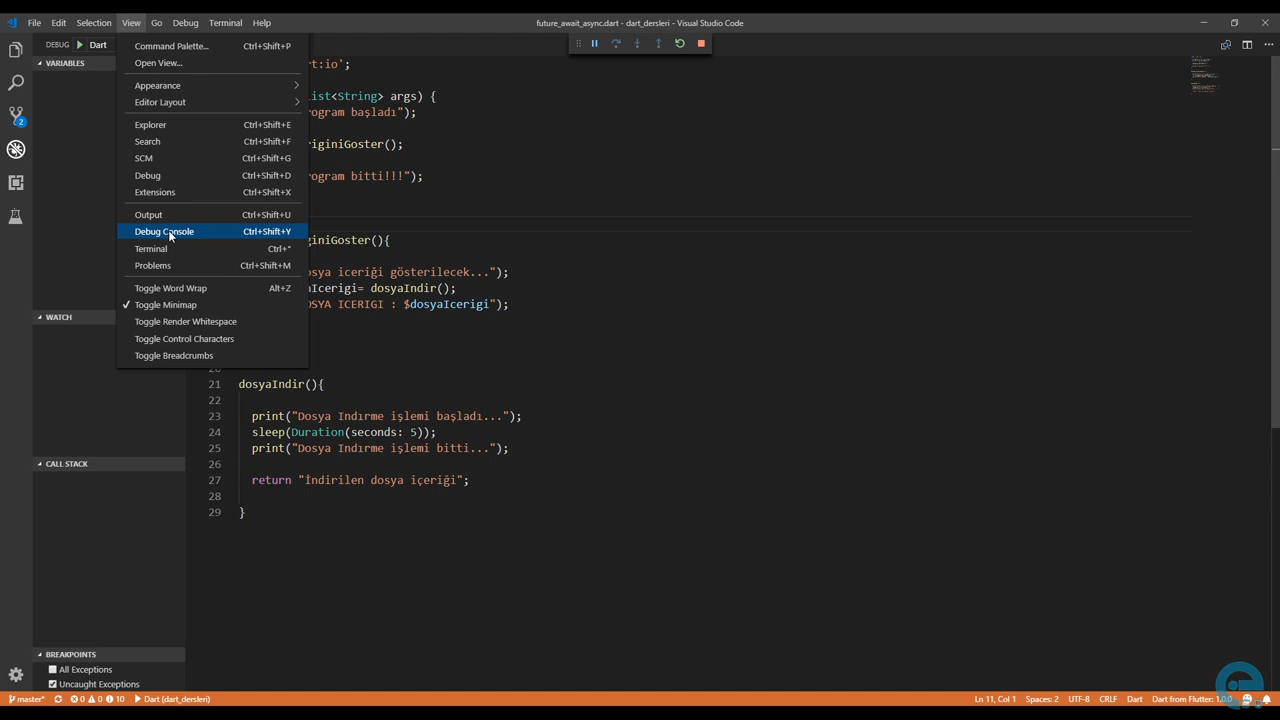 File Edit Selection View Go Debug Terminal Help
future_await_async.dart - dart_dersleri - Visual Studio Code
DEBUG Dart
VARIABLES
WATCH
CALL STACK
BREAKPOINTS
All Exceptions
Uncaught Exceptions
2
Command Palette... Ctrl+Shift+P
Open View...
Appearance
Editor Layout
Explorer Ctrl+Shift+E
Search Ctrl+Shift+F
SCM Ctrl+Shift+G
Debug Ctrl+Shift+D
Extensions Ctrl+Shift+X
Output Ctrl+Shift+U
Debug Console Ctrl+Shift+Y
Terminal Ctrl+"
Problems Ctrl+Shift+M
Toggle Word Wrap Alt+Z
Toggle Minimap
Toggle Render Whitespace
Toggle Control Characters
Toggle Breadcrumbs
rt:io';
ist<String> args) {
ogram başladı");
riginiGoster();
ogram bitti!!!");
giniGoster(){
sya iceriği gösterilecek...");
aIcerigi= dosyaIndir();
OSYA ICERIGI : $dosyaIcerigi");
20
21 dosyaIndir(){
22
23 print("Dosya Indırme işlemi başladı...");
24 sleep(Duration(seconds: 5));
25 print("Dosya Indırme işlemi bitti...");
26
27 return "İndirilen dosya içeriği";
28
29 }
master* 0 0 10 Dart (dart_dersleri)
Ln 11, Col 1 Spaces: 2 UTF-8 CRLF Dart Dart from Flutter: 1.0.0